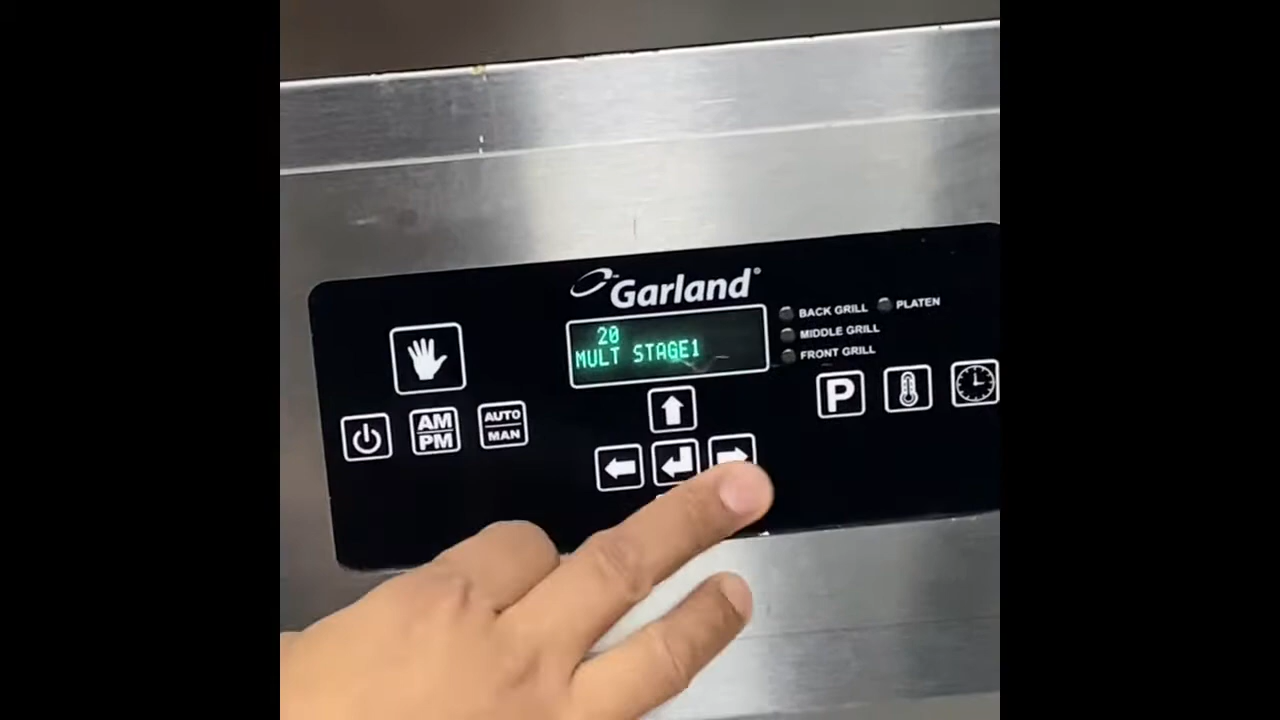 Garland®
20
MULT STAGE1
BACK GRILL
PLATEN
MIDDLE GRILL
FRONT GRILL
AM
PM
AUTO
MAN
P